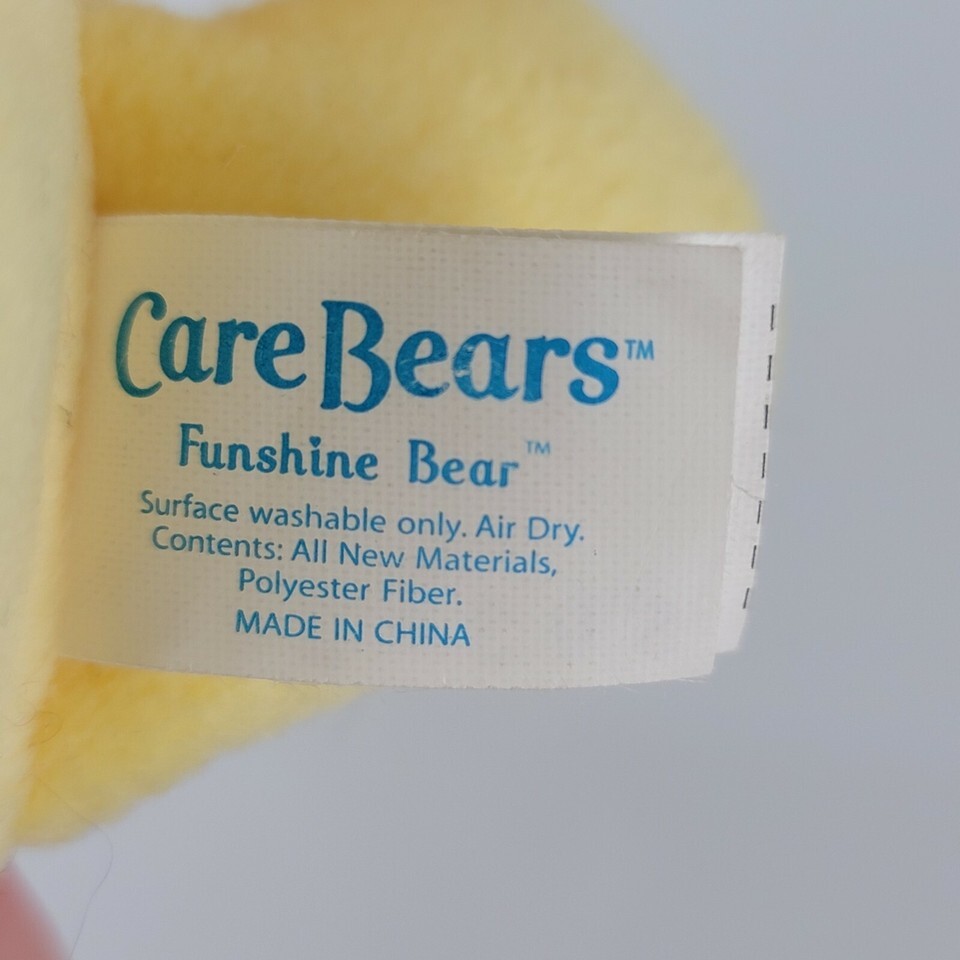 Care Bears™
Funshine Bear™
Surface washable only. Air Dry.
Contents: All New Materials,
Polyester Fiber.
MADE IN CHINA